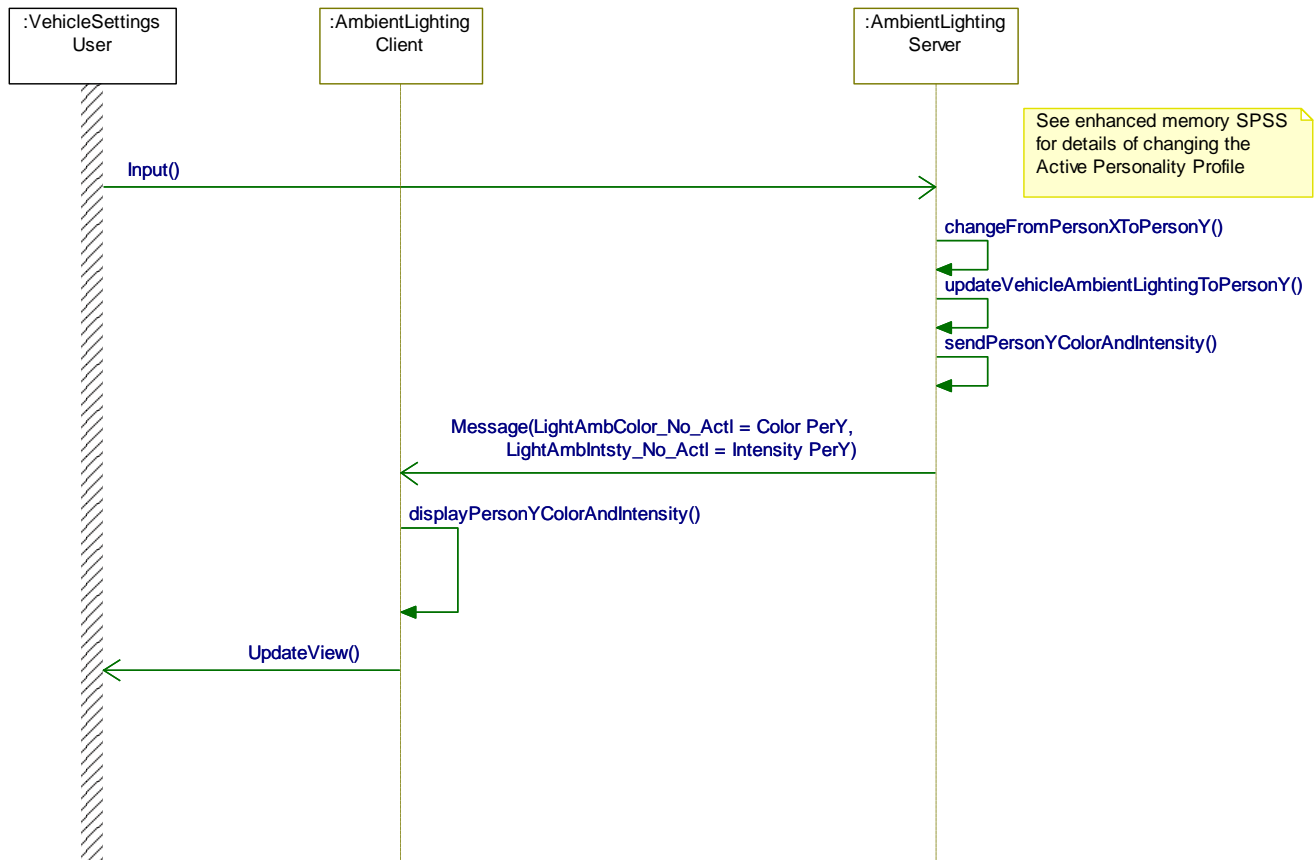 :VehicleSettings
User
:AmbientLighting
Client
:AmbientLighting
Server
See enhanced memory SPSS
for details of changing the
Active Personality Profile
Input()
changeFromPersonXToPersonY()
updateVehicleAmbientLightingToPersonY()
sendPersonYColorAndIntensity()
Message(LightAmbColor_No_Actl = Color PerY,
LightAmbIntsty_No_Actl = Intensity PerY)
displayPersonYColorAndIntensity()
UpdateView()